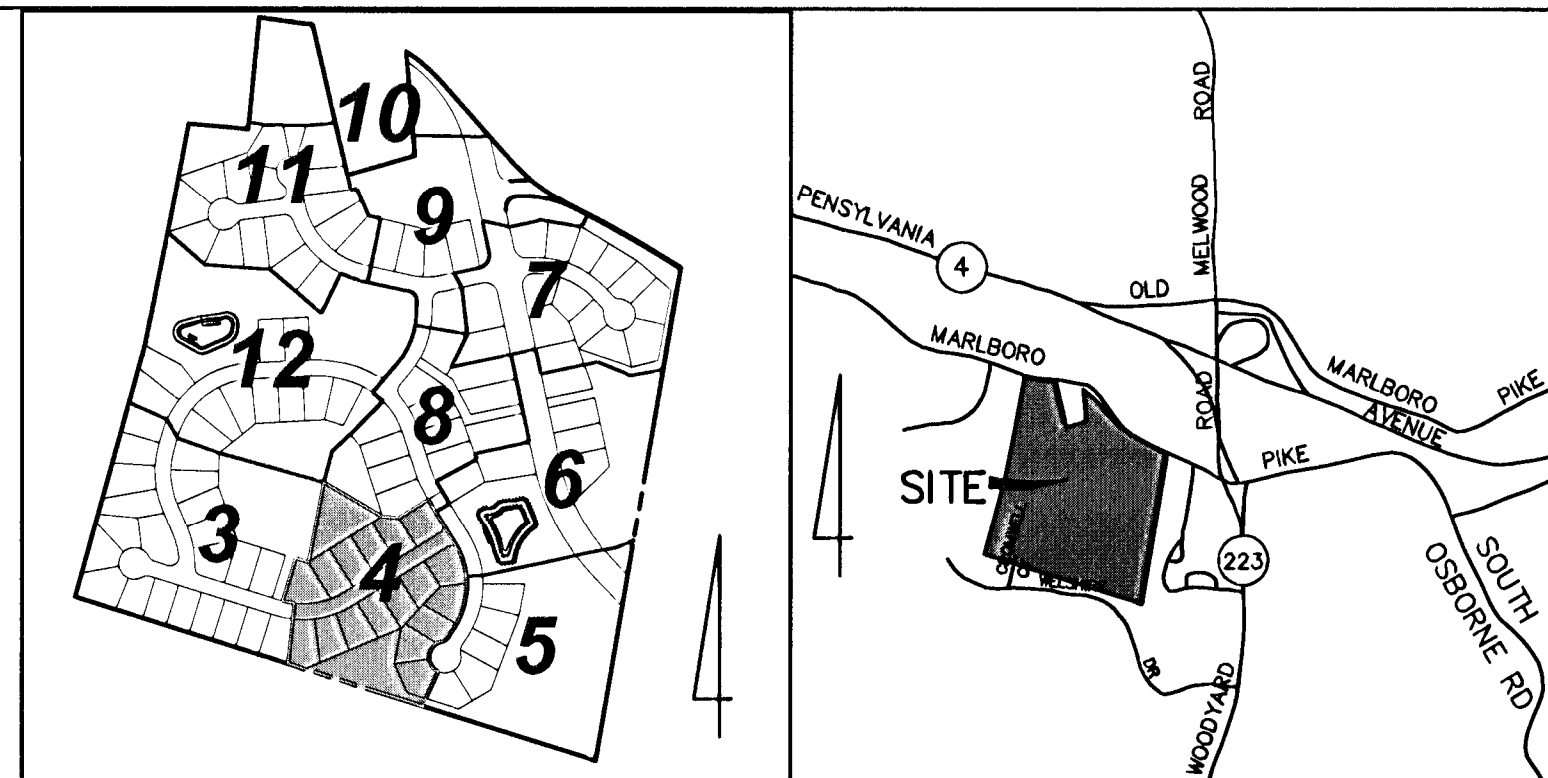 10
11
9
7
12
8
6
3
4
5
MELWOOD ROAD
PENSYLVANIA
4
OLD
MARLBORO
MARLBORO PIKE
AVENUE
ROAD
PIKE
SITE
223
SOUTH
OSBORNE RD
DR
WOODYARD